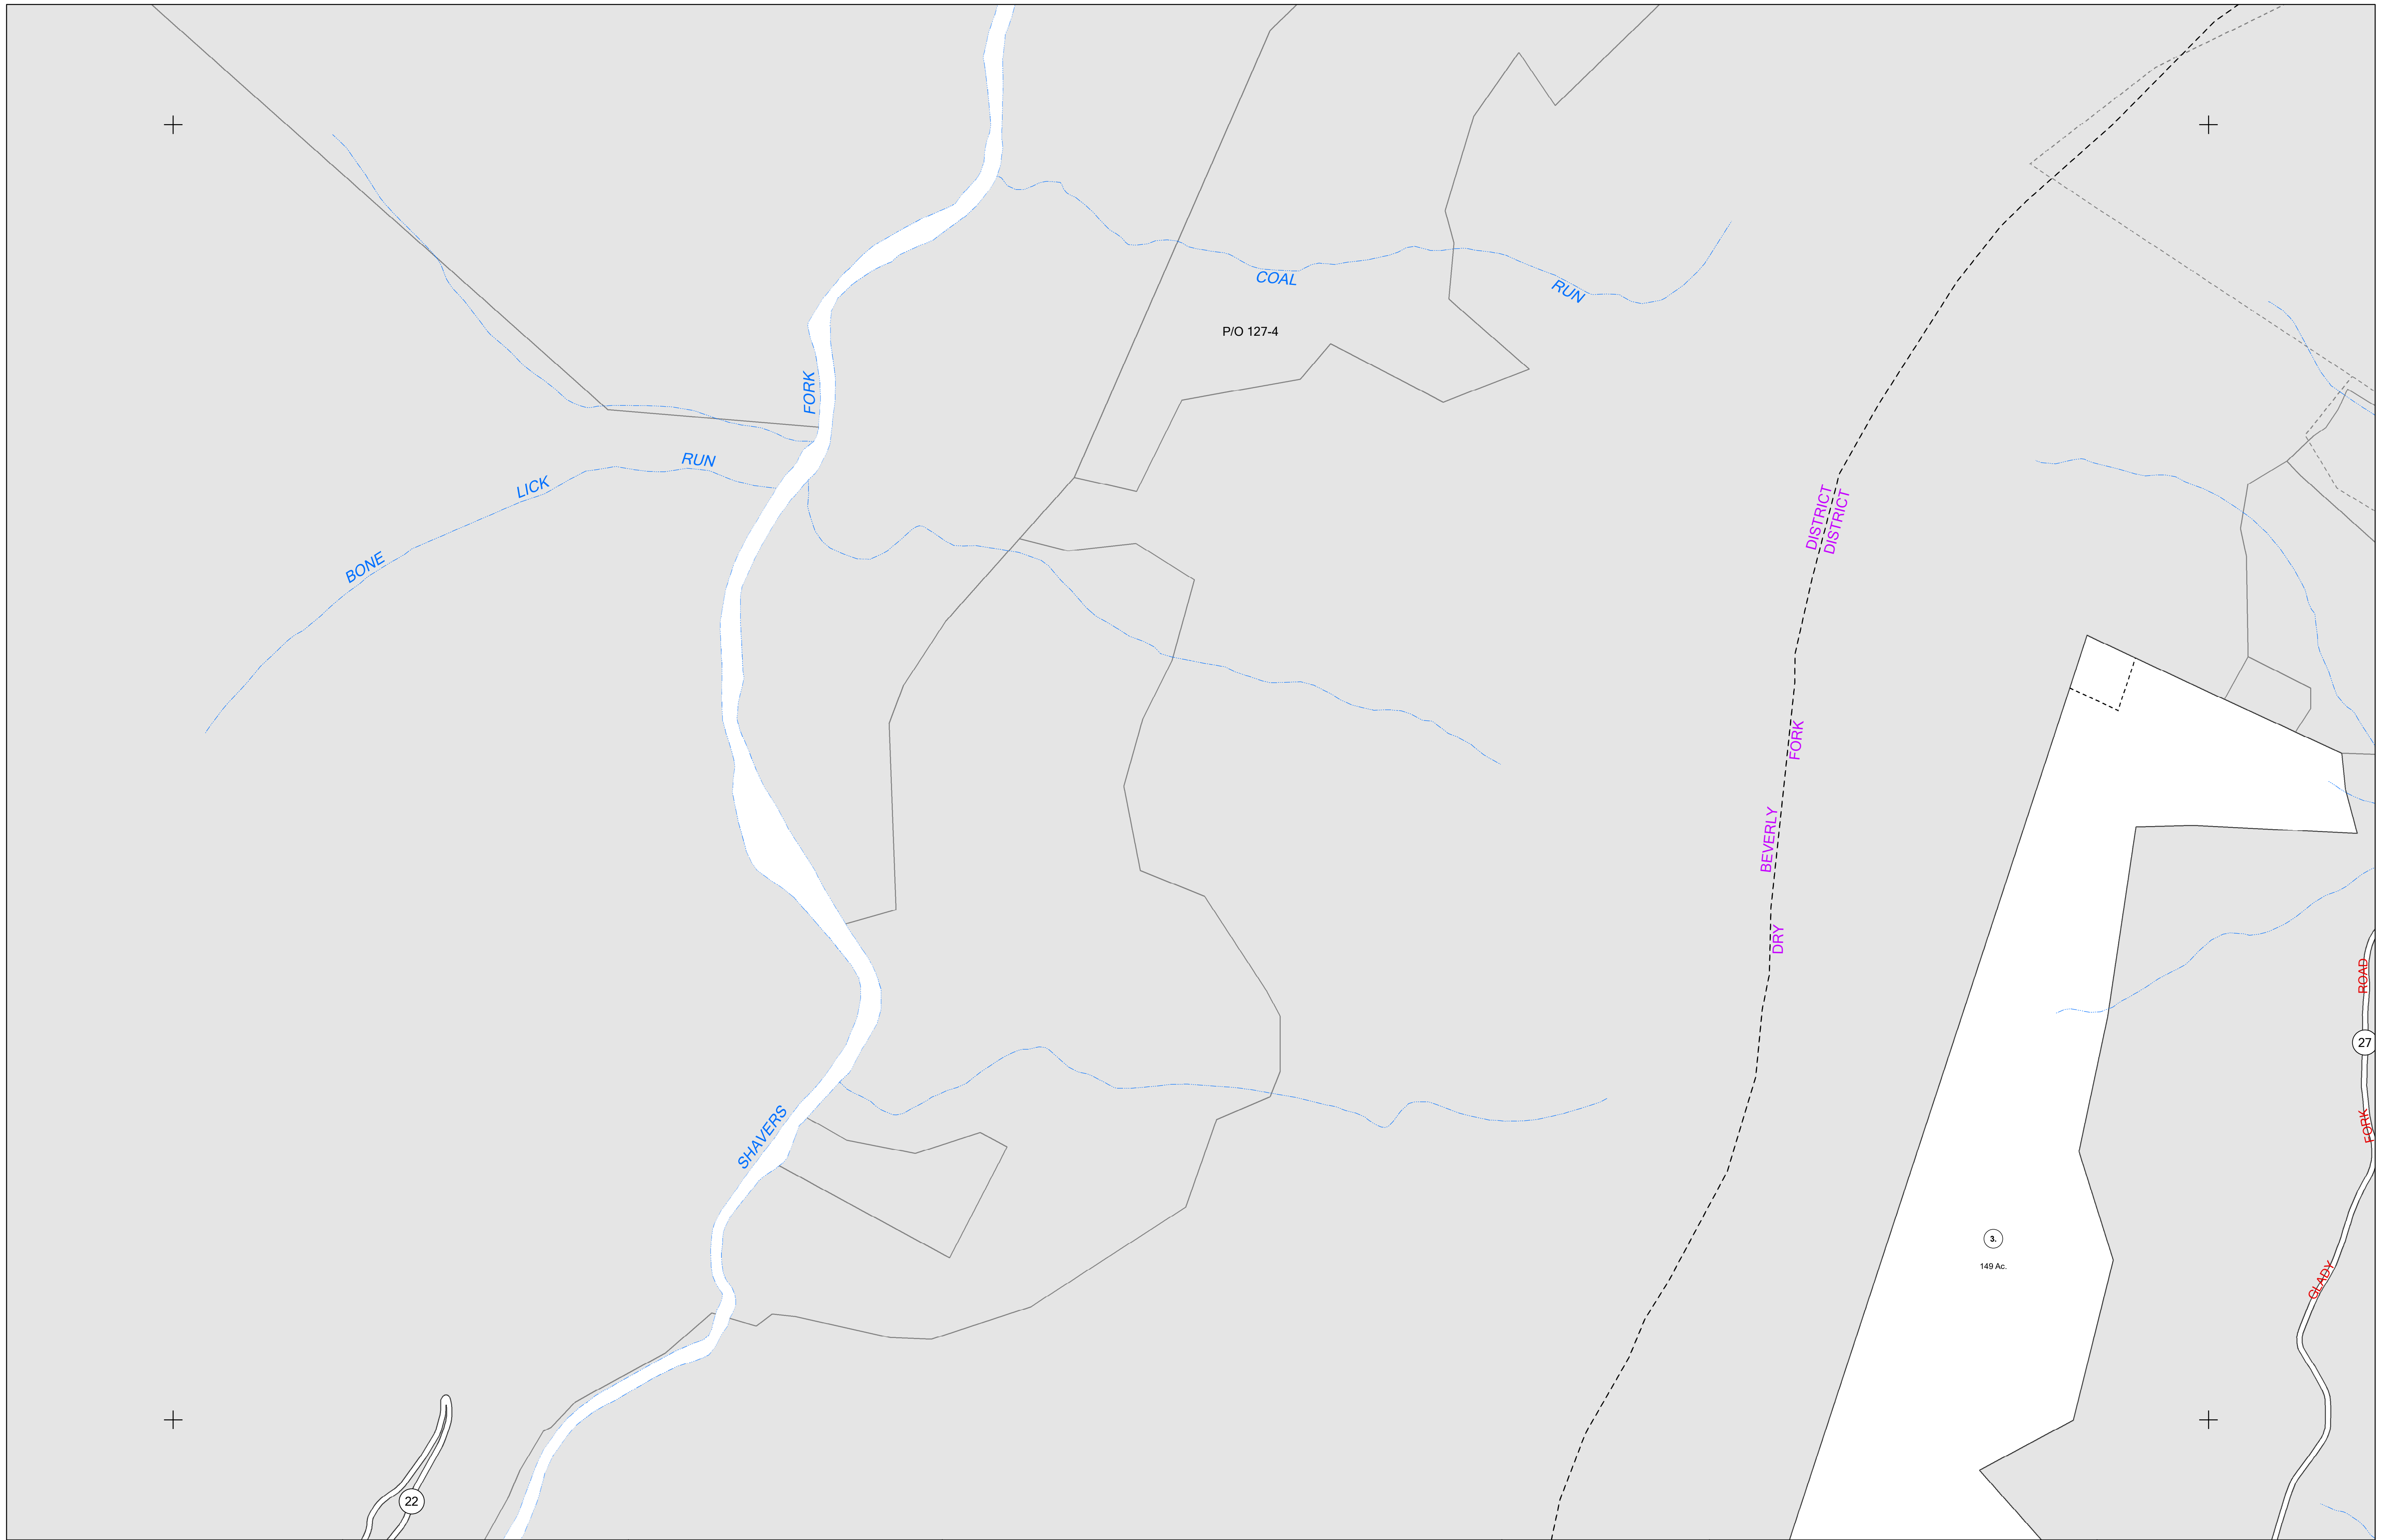 COAL RUN
P/O 127-4
FORK
BONE LICK RUN
DISTRICT
DISTRICT
FORK
BEVERLY
DRY
ROAD
27
FORK
SHAVERS
3.
149 Ac.
GLADY
22